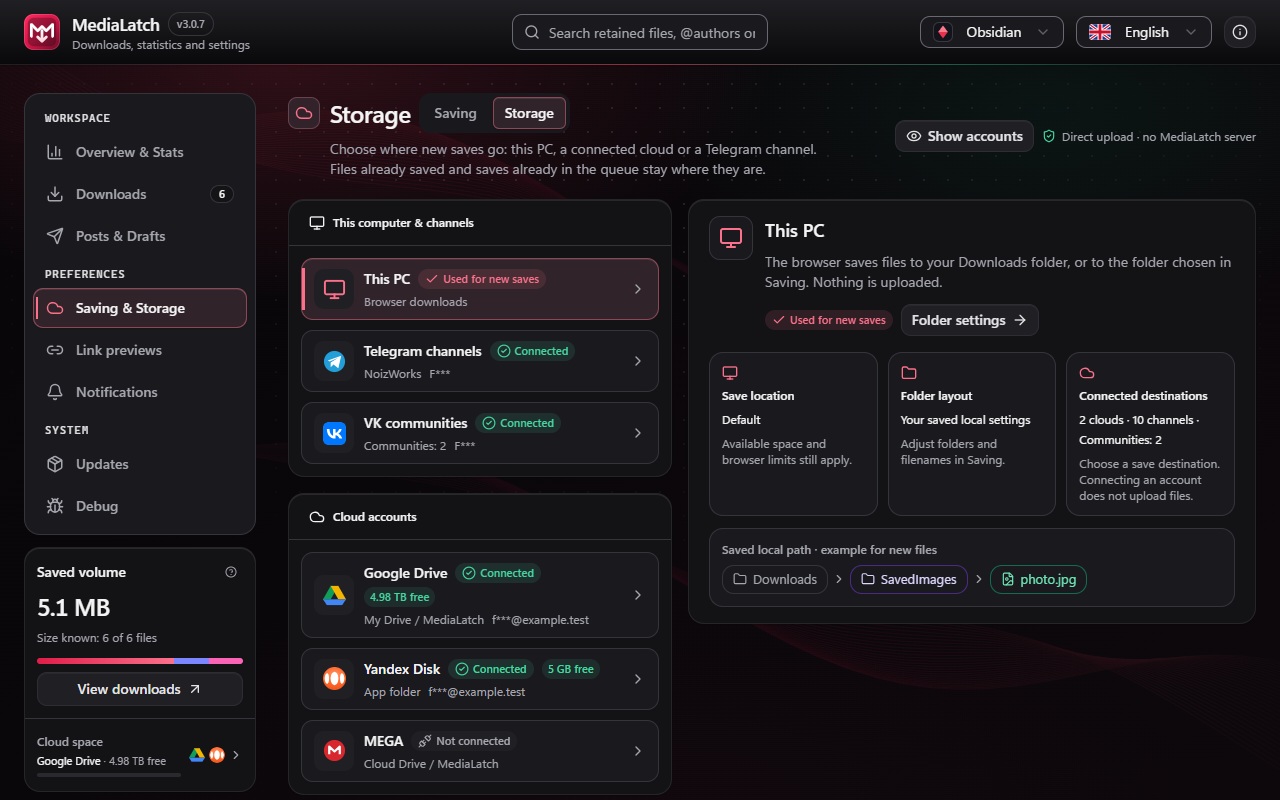 MediaLatch v3.0.7
Downloads, statistics and settings
Search retained files, @authors or
Obsidian
English
WORKSPACE
Overview & Stats
Downloads 6
Posts & Drafts
PREFERENCES
Saving & Storage
Link previews
Notifications
SYSTEM
Updates
Debug
Saved volume
5.1 MB
Size known: 6 of 6 files
View downloads
Cloud space
Google Drive · 4.98 TB free
Storage Saving Storage
Choose where new saves go: this PC, a connected cloud or a Telegram channel.
Files already saved and saves already in the queue stay where they are.
Show accounts
Direct upload · no MediaLatch server
This computer & channels
This PC Used for new saves
Browser downloads
Telegram channels Connected
NoizWorks F***
VK communities Connected
Communities: 2 F***
Cloud accounts
Google Drive Connected
4.98 TB free
My Drive / MediaLatch f***@example.test
Yandex Disk Connected 5 GB free
App folder f***@example.test
MEGA Not connected
Cloud Drive / MediaLatch
This PC
The browser saves files to your Downloads folder, or to the folder chosen in
Saving. Nothing is uploaded.
Used for new saves Folder settings
Save location
Default
Available space and
browser limits still apply.
Folder layout
Your saved local settings
Adjust folders and
filenames in Saving.
Connected destinations
2 clouds · 10 channels ·
Communities: 2
Choose a save destination.
Connecting an account
does not upload files.
Saved local path · example for new files
Downloads > SavedImages > photo.jpg